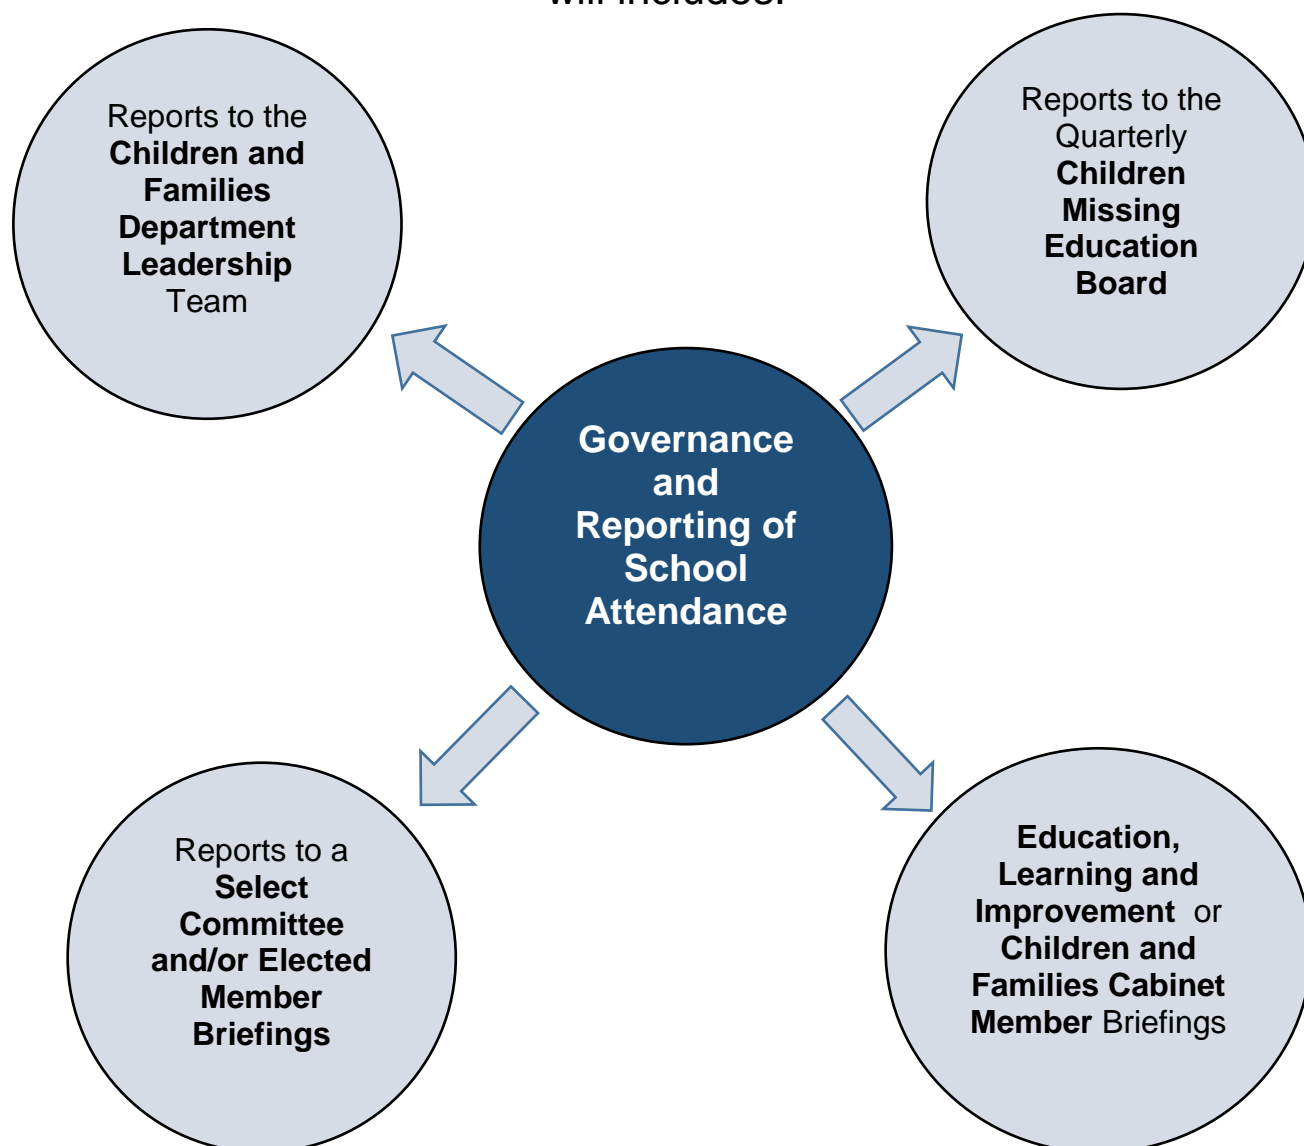 will includes:
Reports to the
Children and
Families
Department
Leadership
Team
Reports to the
Quarterly
Children
Missing
Education
Board
Governance
and
Reporting of
School
Attendance
Reports to a
Select
Committee
and/or Elected
Member
Briefings
Education,
Learning and
Improvement or
Children and
Families Cabinet
Member Briefings